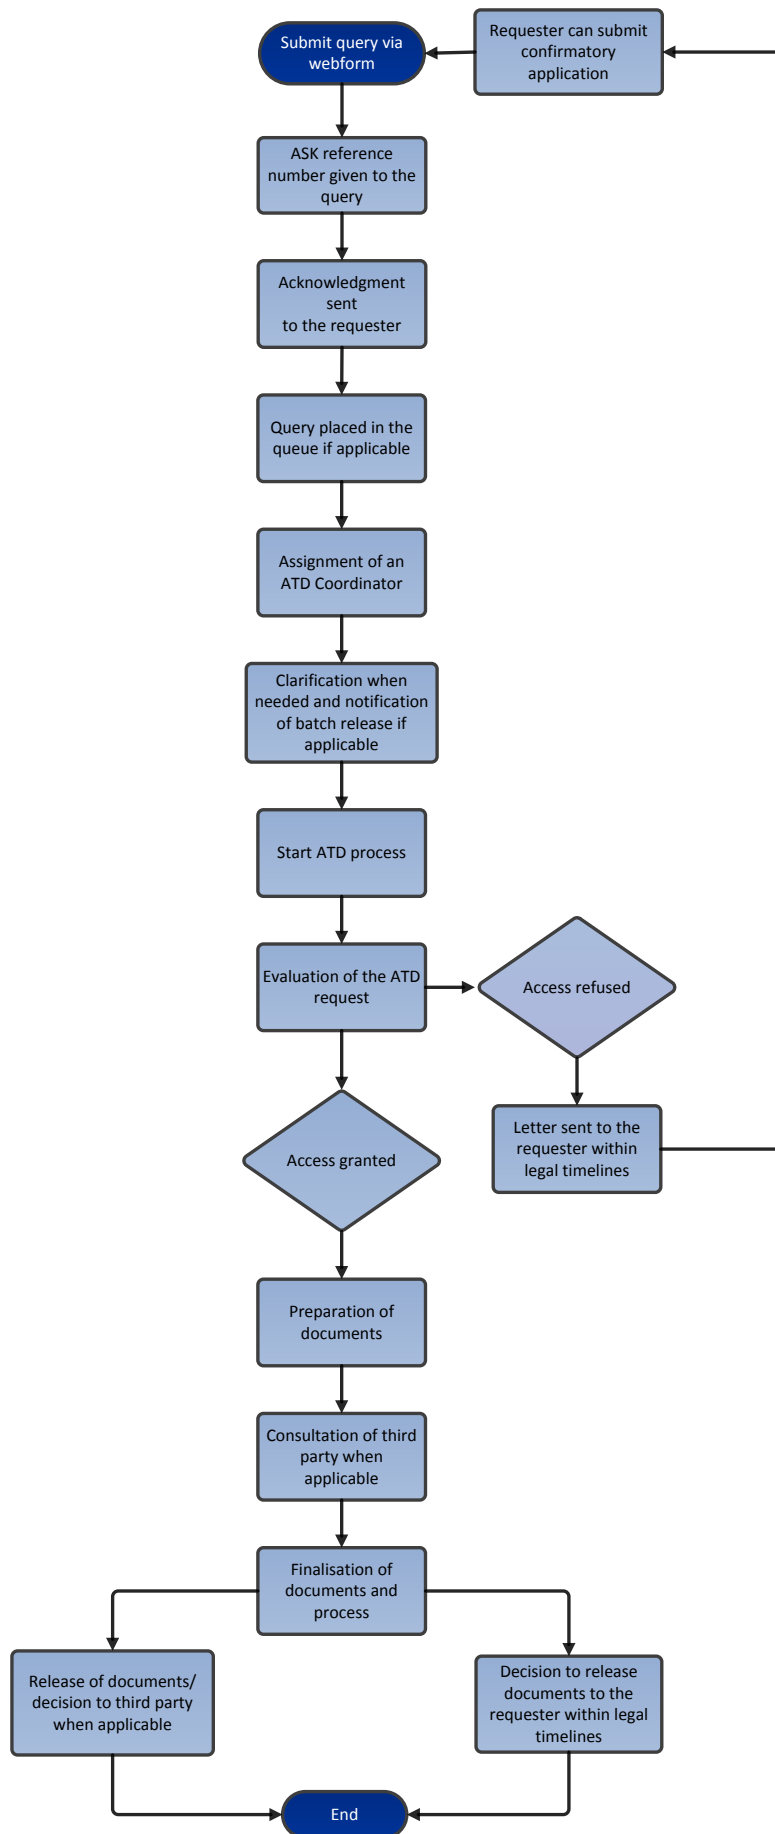 Submit query via
webform
Requester can submit
confirmatory
application
ASK reference
number given to the
query
Acknowledgment
sent
to the requester
Query placed in the
queue if applicable
Assignment of an
ATD Coordinator
Clarification when
needed and notification
of batch release if
applicable
Start ATD process
Evaluation of the ATD
request
Access refused
Letter sent to the
requester within
legal timelines
Access granted
Preparation of
documents
Consultation of third
party when
applicable
Finalisation of
documents and
process
Release of documents/
decision to third party
when applicable
Decision to release
documents to the
requester within legal
timelines
End